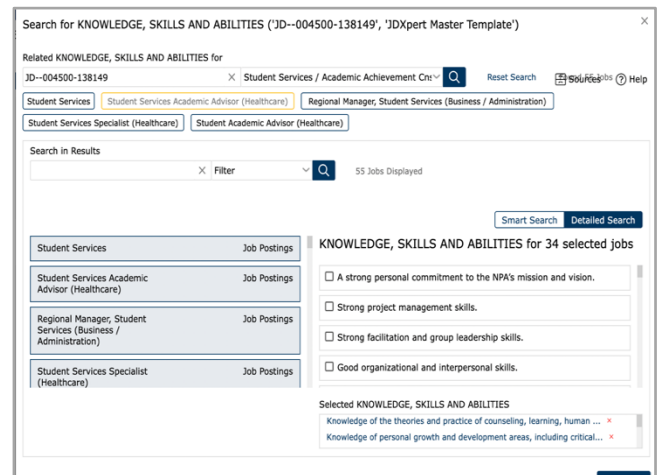 Search for KNOWLEDGE, SKILLS AND ABILITIES ('JD--004500-138149', 'JDXpert Master Template')
Related KNOWLEDGE, SKILLS AND ABILITIES for
JD--004500-138149 Student Services / Academic Achievement Cns Reset Search Sources Jobs Help
Student Services Student Services Academic Advisor (Healthcare) Regional Manager, Student Services (Business / Administration)
Student Services Specialist (Healthcare) Student Academic Advisor (Healthcare)
Search in Results
Filter 55 Jobs Displayed
Smart Search Detailed Search
KNOWLEDGE, SKILLS AND ABILITIES for 34 selected jobs
Student Services Job Postings
Student Services Academic Advisor (Healthcare) Job Postings
Regional Manager, Student Services (Business / Administration) Job Postings
Student Services Specialist (Healthcare) Job Postings
A strong personal commitment to the NPA's mission and vision.
Strong project management skills.
Strong facilitation and group leadership skills.
Good organizational and interpersonal skills.
Selected KNOWLEDGE, SKILLS AND ABILITIES
Knowledge of the theories and practice of counseling, learning, human ... ×
Knowledge of personal growth and development areas, including critical... ×